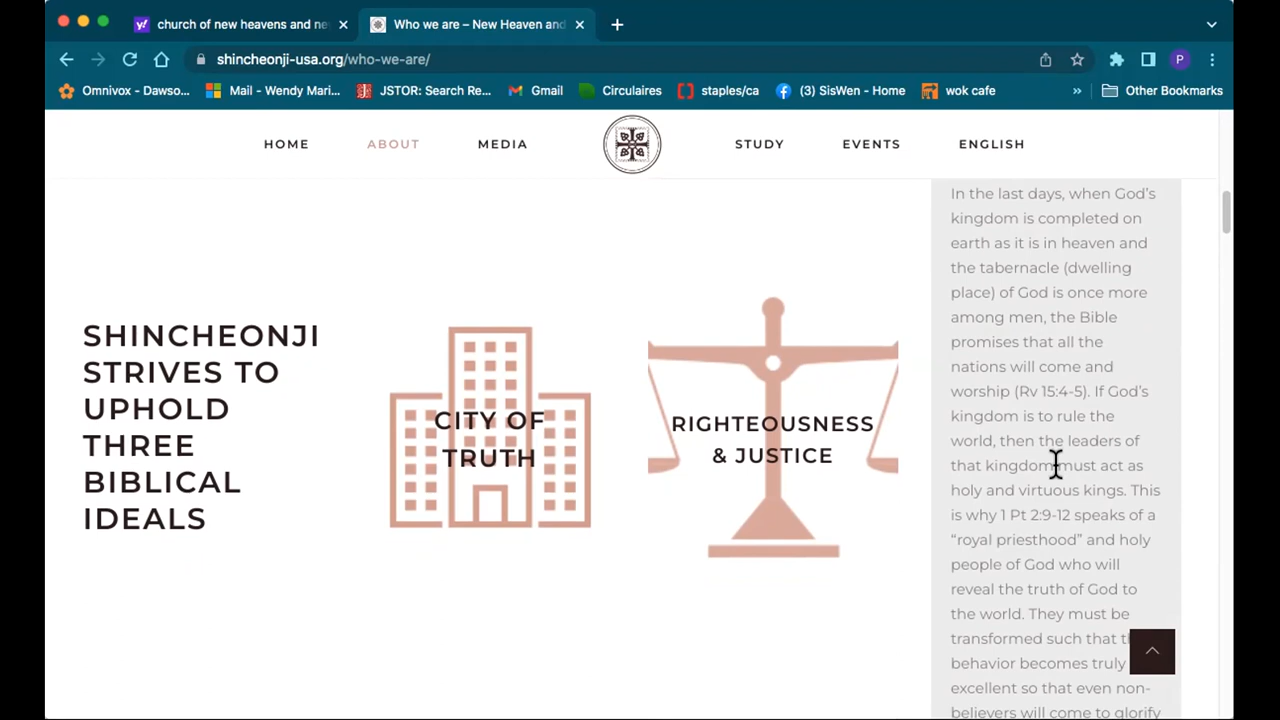 church of new heavens and ne
Who we are – New Heaven and
shincheonji-usa.org/who-we-are/
P
Omnivox - Dawso...
Mail - Wendy Mari...
JSTOR: Search Re...
Gmail
Circulaires
staples/ca
(3) SisWen - Home
wok cafe
»
Other Bookmarks
HOME
ABOUT
MEDIA
STUDY
EVENTS
ENGLISH
SHINCHEONJI
STRIVES TO
UPHOLD
THREE
BIBLICAL
IDEALS
CITY OF
TRUTH
RIGHTEOUSNESS
& JUSTICE
In the last days, when God’s
kingdom is completed on
earth as it is in heaven and
the tabernacle (dwelling
place) of God is once more
among men, the Bible
promises that all the
nations will come and
worship (Rv 15:4-5). If God’s
kingdom is to rule the
world, then the leaders of
that kingdom must act as
holy and virtuous kings. This
is why 1 Pt 2:9-12 speaks of a
“royal priesthood” and holy
people of God who will
reveal the truth of God to
the world. They must be
transformed such that
behavior becomes truly
excellent so that even non-
believers will come to glorify